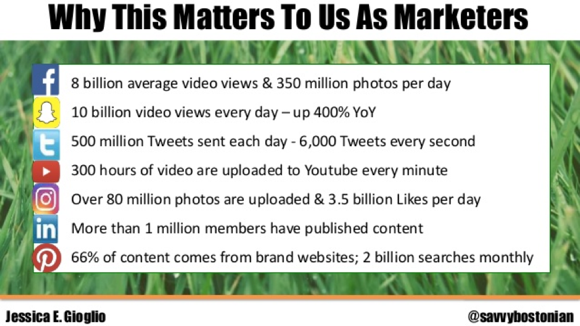 Why This Matters To Us As Marketers
8 billion average video views & 350 million photos per day
10 billion video views every day – up 400% YoY
500 million Tweets sent each day - 6,000 Tweets every second
300 hours of video are uploaded to Youtube every minute
Over 80 million photos are uploaded & 3.5 billion Likes per day
in More than 1 million members have published content
66% of content comes from brand websites; 2 billion searches monthly
Jessica E. Gioglio @savvybostonian